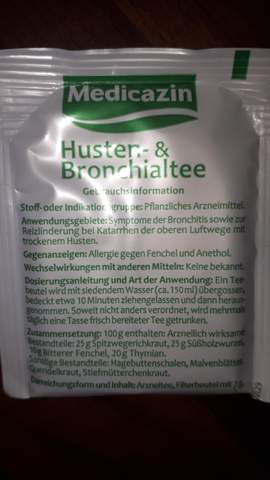 Medicazin
Husten- &
Bronchialtee
Gebrauchsinformation
Stoff- oder Indikationsgruppe: Pflanzliches Arzneimittel.
Anwendungsgebiete: Symptome der Bronchitis sowie zur
Reizlinderung bei Katarrhen der oberen Luftwege mit
trockenem Husten.
Gegenanzeigen: Allergie gegen Fenchel und Anethol.
Wechselwirkungen mit anderen Mitteln: Keine bekannt.
Dosierungsanleitung und Art der Anwendung: Ein Tee-
beutel wird mit siedendem Wasser (ca. 150 ml) übergossen,
bedeckt etwa 10 Minuten ziehengelassen und dann heraus-
genommen. Soweit nicht anders verordnet, wird mehrmals
täglich eine Tasse frisch bereiteter Tee getrunken.
Zusammensetzung: 100 g enthalten: Arzneilich wirksame
Bestandteile: 25 g Spitzwegerichkraut, 25 g Süßholzwurzel,
10 g Bitterer Fenchel, 20 g Thymian.
Sonstige Bestandteile: Hagebuttenschalen, Malvenblätter,
Quendelkraut, Stiefmütterchenkraut.
Darreichungsform und Inhalt: Arzneitee, Filterbeutel mit